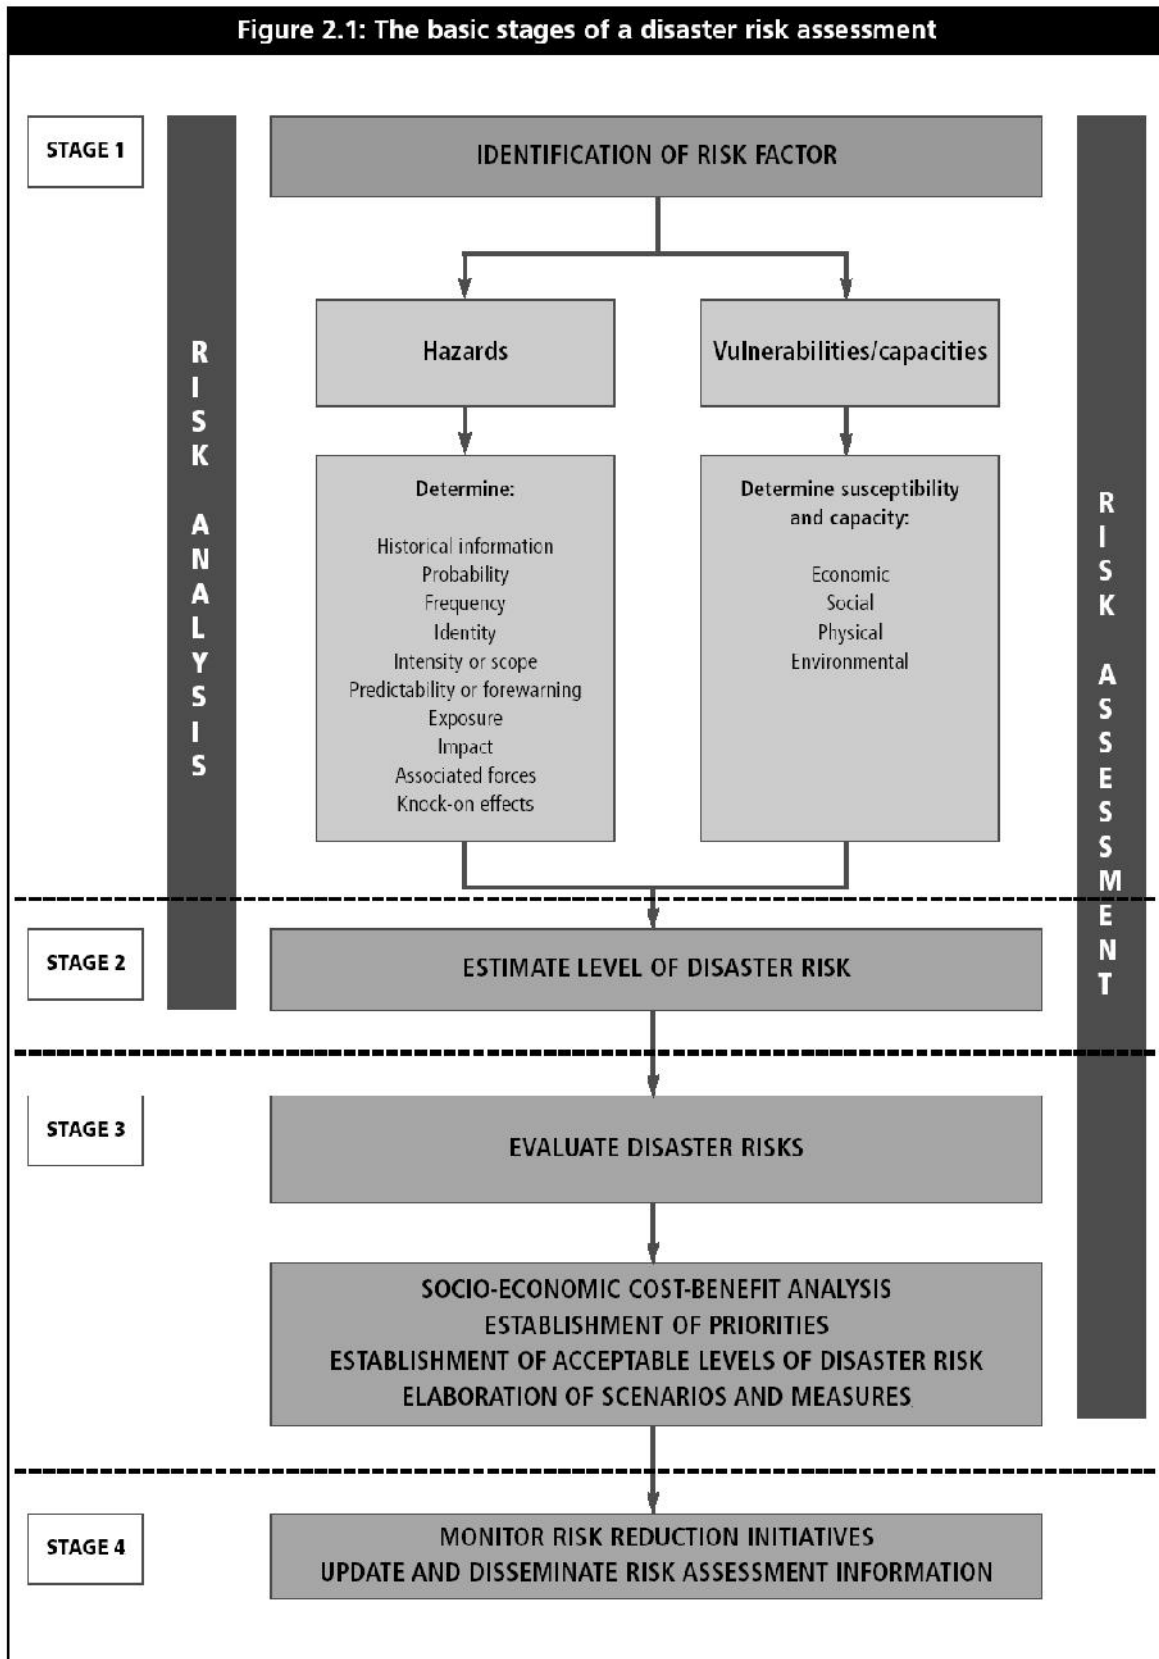 Figure 2.1: The basic stages of a disaster risk assessment
STAGE 1
IDENTIFICATION OF RISK FACTOR
RISK ANALYSIS
RISK ASSESSMENT
Hazards
Vulnerabilities/capacities
Determine:
Historical information
Probability
Frequency
Identity
Intensity or scope
Predictability or forewarning
Exposure
Impact
Associated forces
Knock-on effects
Determine susceptibility
and capacity:
Economic
Social
Physical
Environmental
STAGE 2
ESTIMATE LEVEL OF DISASTER RISK
STAGE 3
EVALUATE DISASTER RISKS
SOCIO-ECONOMIC COST-BENEFIT ANALYSIS
ESTABLISHMENT OF PRIORITIES
ESTABLISHMENT OF ACCEPTABLE LEVELS OF DISASTER RISK
ELABORATION OF SCENARIOS AND MEASURES
STAGE 4
MONITOR RISK REDUCTION INITIATIVES
UPDATE AND DISSEMINATE RISK ASSESSMENT INFORMATION